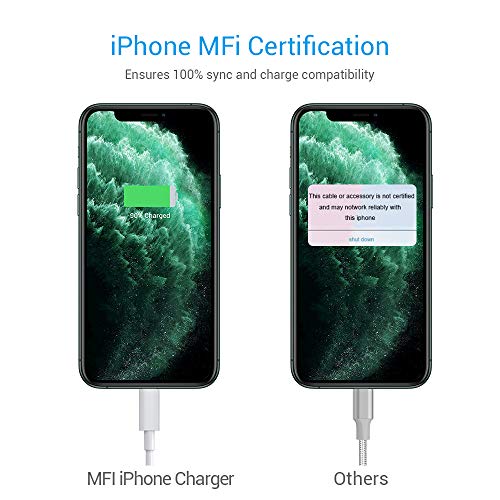 iPhone MFi Certification
Ensures 100% sync and charge compatibility
90% Charged
This cable or accessory is not certified
and may notwork reliably with
this iphone
shut down
MFI iPhone Charger
Others